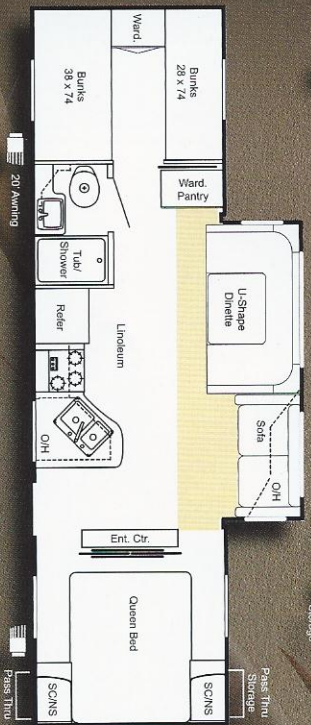 Bunks
38 x 74
Ward.
Bunks
28 x 74
Ward.
Pantry
20' Awning
Tub/
Shower
Refer
Linoleum
U-Shape
Dinette
Sofa
O/H
O/H
Ent. Ctr.
Queen Bed
SC/NS
SC/NS
Pass Thru
Storage
Pass Thru